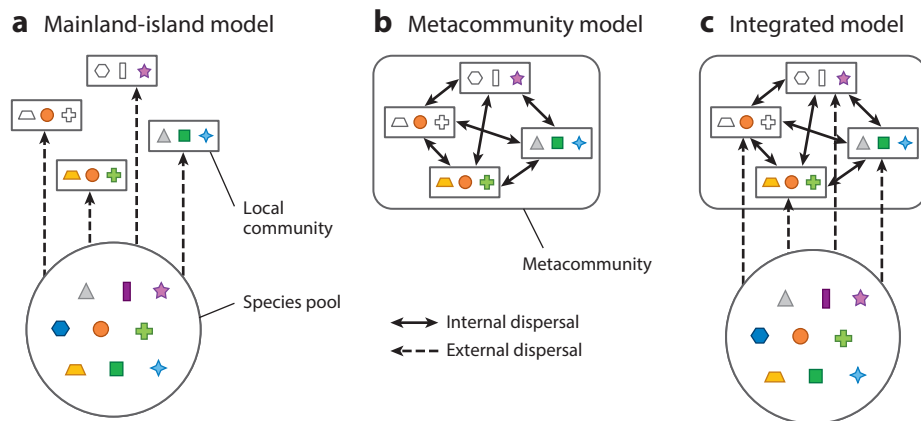 a Mainland-island model
b Metacommunity model
c Integrated model
Local
community
Species pool
Metacommunity
Internal dispersal
External dispersal